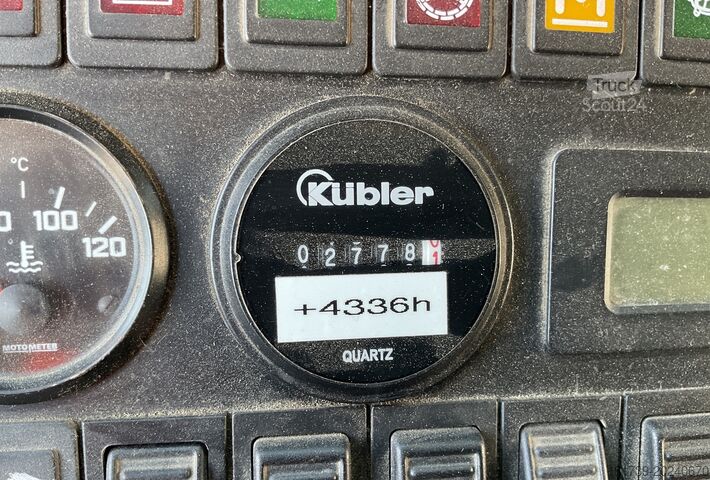 Truck
Scout24
°C
100
120
MOTOMETER
Kübler
027781
+4336h
QUARTZ